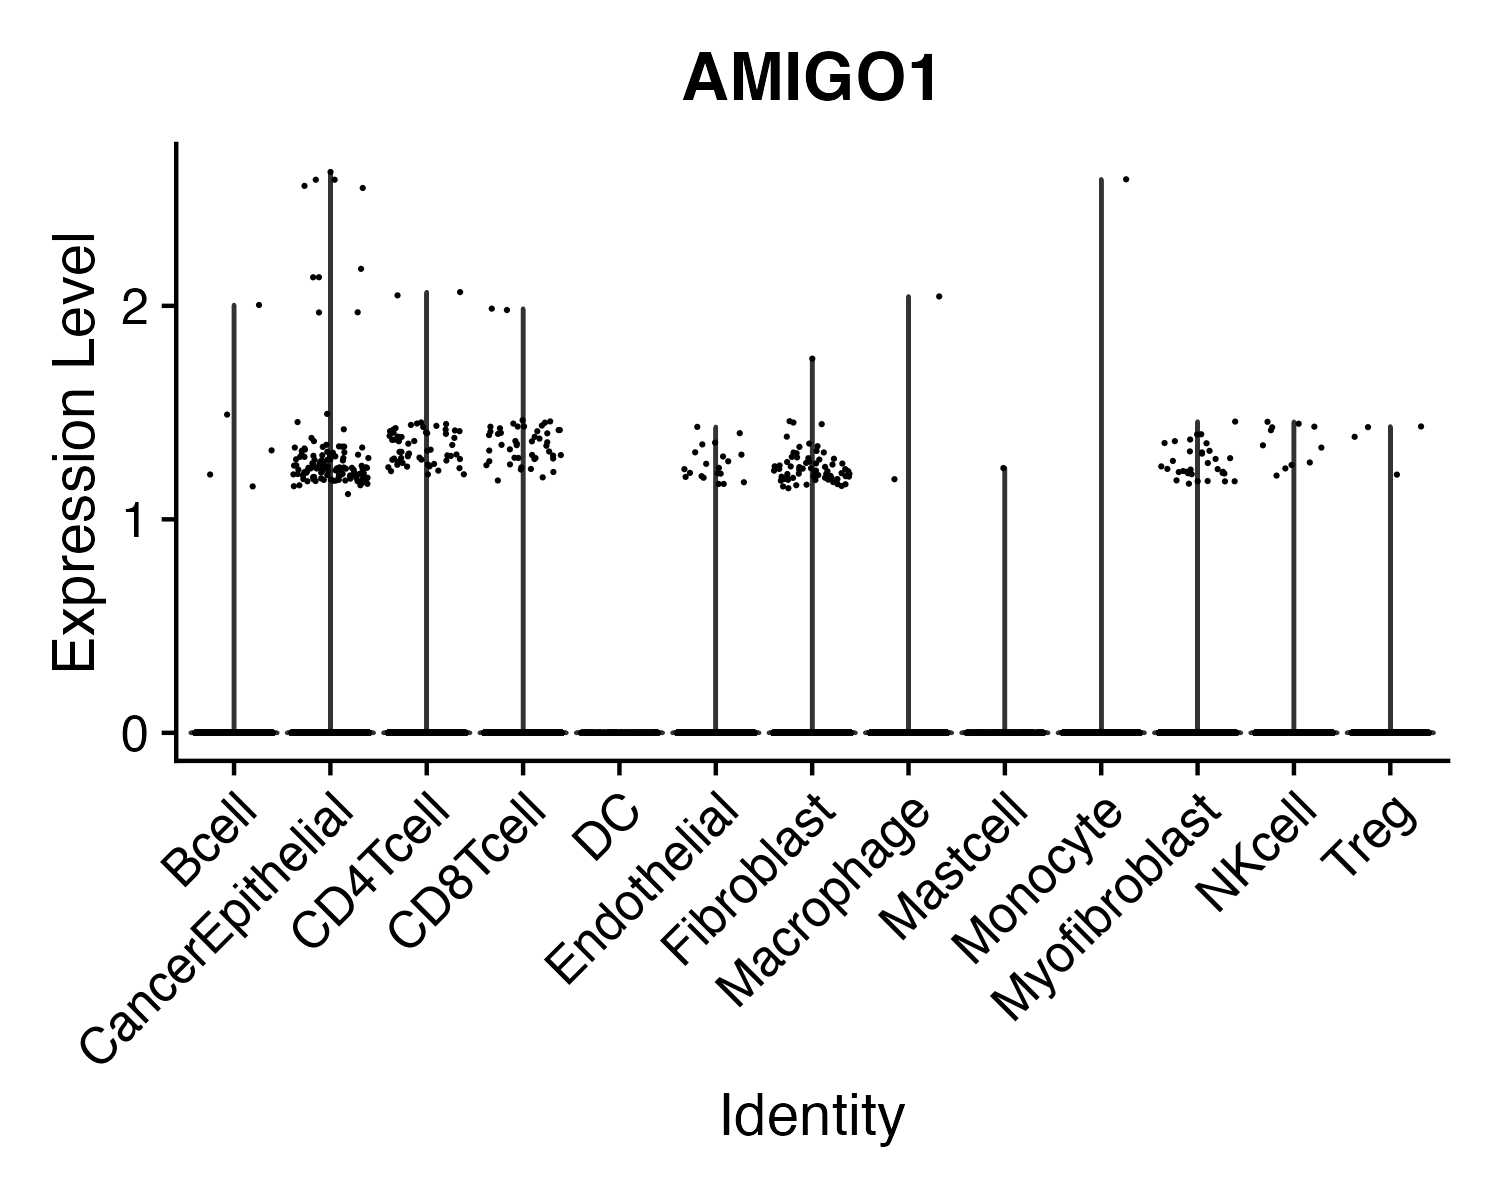 AMIGO1
Expression Level
2
1
0
Bcell
CancerEpithelial
CD4Tcell
CD8Tcell
DC
Endothelial
Fibroblast
Macrophage
Mastcell
Monocyte
Myofibroblast
NKcell
Treg
Identity